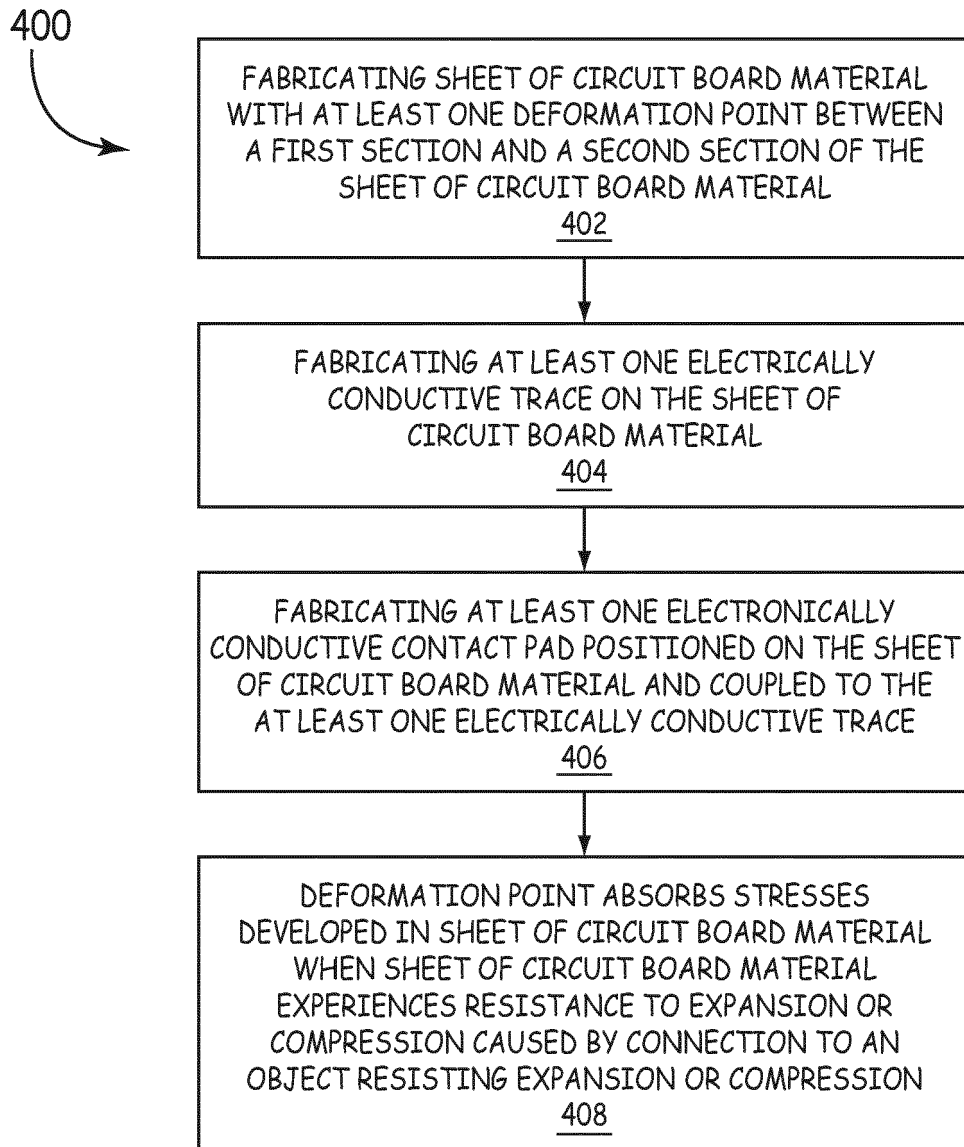 400
FABRICATING SHEET OF CIRCUIT BOARD MATERIAL
WITH AT LEAST ONE DEFORMATION POINT BETWEEN
A FIRST SECTION AND A SECOND SECTION OF THE
SHEET OF CIRCUIT BOARD MATERIAL
402
FABRICATING AT LEAST ONE ELECTRICALLY
CONDUCTIVE TRACE ON THE SHEET OF
CIRCUIT BOARD MATERIAL
404
FABRICATING AT LEAST ONE ELECTRONICALLY
CONDUCTIVE CONTACT PAD POSITIONED ON THE SHEET
OF CIRCUIT BOARD MATERIAL AND COUPLED TO THE
AT LEAST ONE ELECTRICALLY CONDUCTIVE TRACE
406
DEFORMATION POINT ABSORBS STRESSES
DEVELOPED IN SHEET OF CIRCUIT BOARD MATERIAL
WHEN SHEET OF CIRCUIT BOARD MATERIAL
EXPERIENCES RESISTANCE TO EXPANSION OR
COMPRESSION CAUSED BY CONNECTION TO AN
OBJECT RESISTING EXPANSION OR COMPRESSION
408